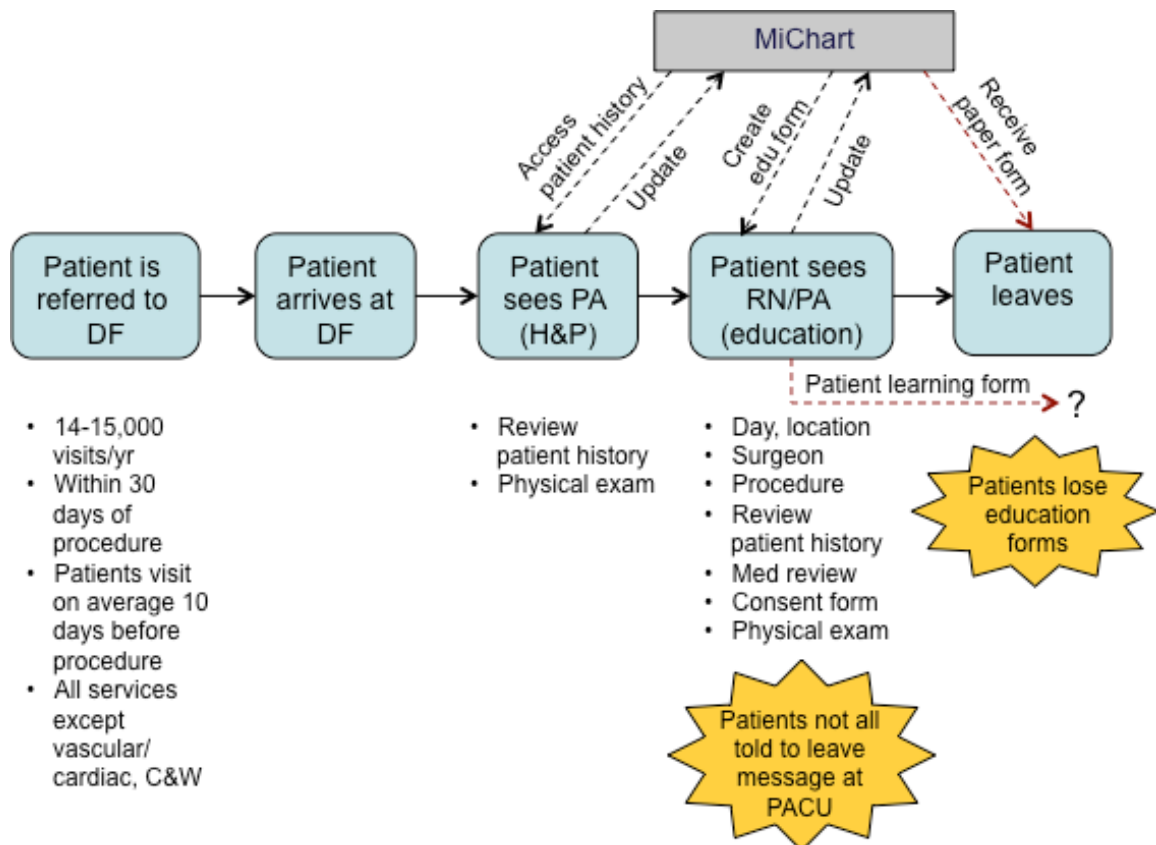 MiChart
Access
patient history
Update
Create
edu form
Update
Receive
paper form
Patient is
referred to
DF
Patient
arrives at
DF
Patient
sees PA
(H&P)
Patient sees
RN/PA
(education)
Patient
leaves
Patient learning form
?
• 14-15,000
visits/yr
• Within 30
days of
procedure
• Patients visit
on average 10
days before
procedure
• All services
except
vascular/
cardiac, C&W
• Review
patient history
• Physical exam
• Day, location
• Surgeon
• Procedure
• Review
patient history
• Med review
• Consent form
• Physical exam
Patients lose
education
forms
Patients not all
told to leave
message at
PACU